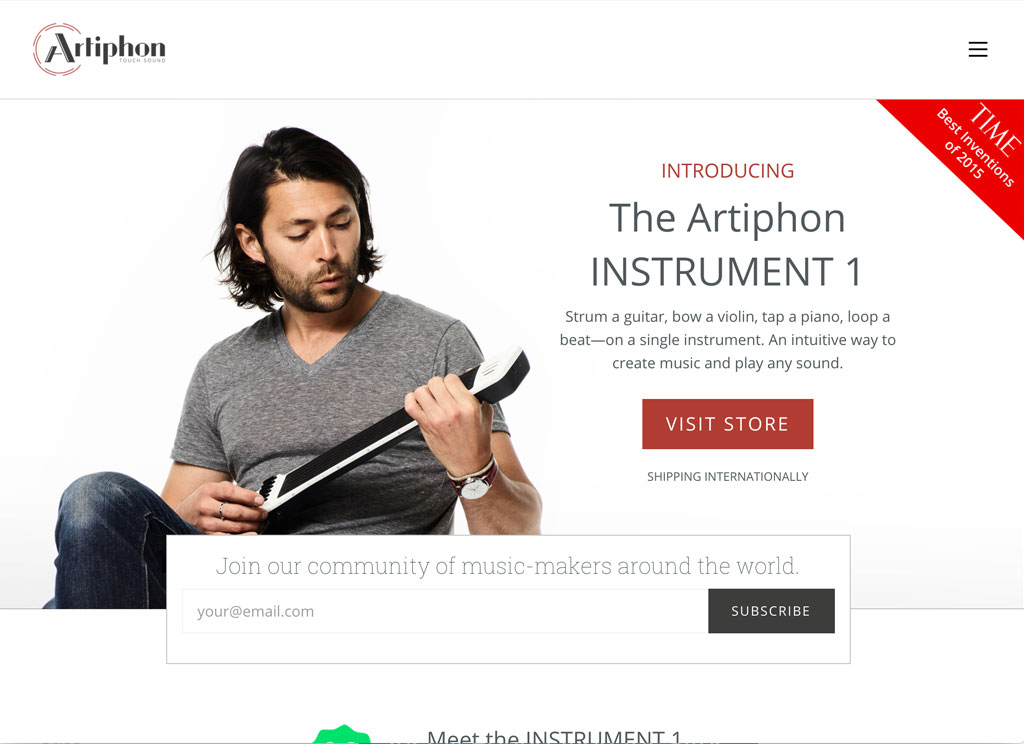 Artiphon
TOUCH SOUND
TIME
Best Inventions
of 2015
INTRODUCING
The Artiphon
INSTRUMENT 1
Strum a guitar, bow a violin, tap a piano, loop a
beat—on a single instrument. An intuitive way to
create music and play any sound.
VISIT STORE
SHIPPING INTERNATIONALLY
Join our community of music-makers around the world.
your@email.com
SUBSCRIBE
Meet the INSTRUMENT 1